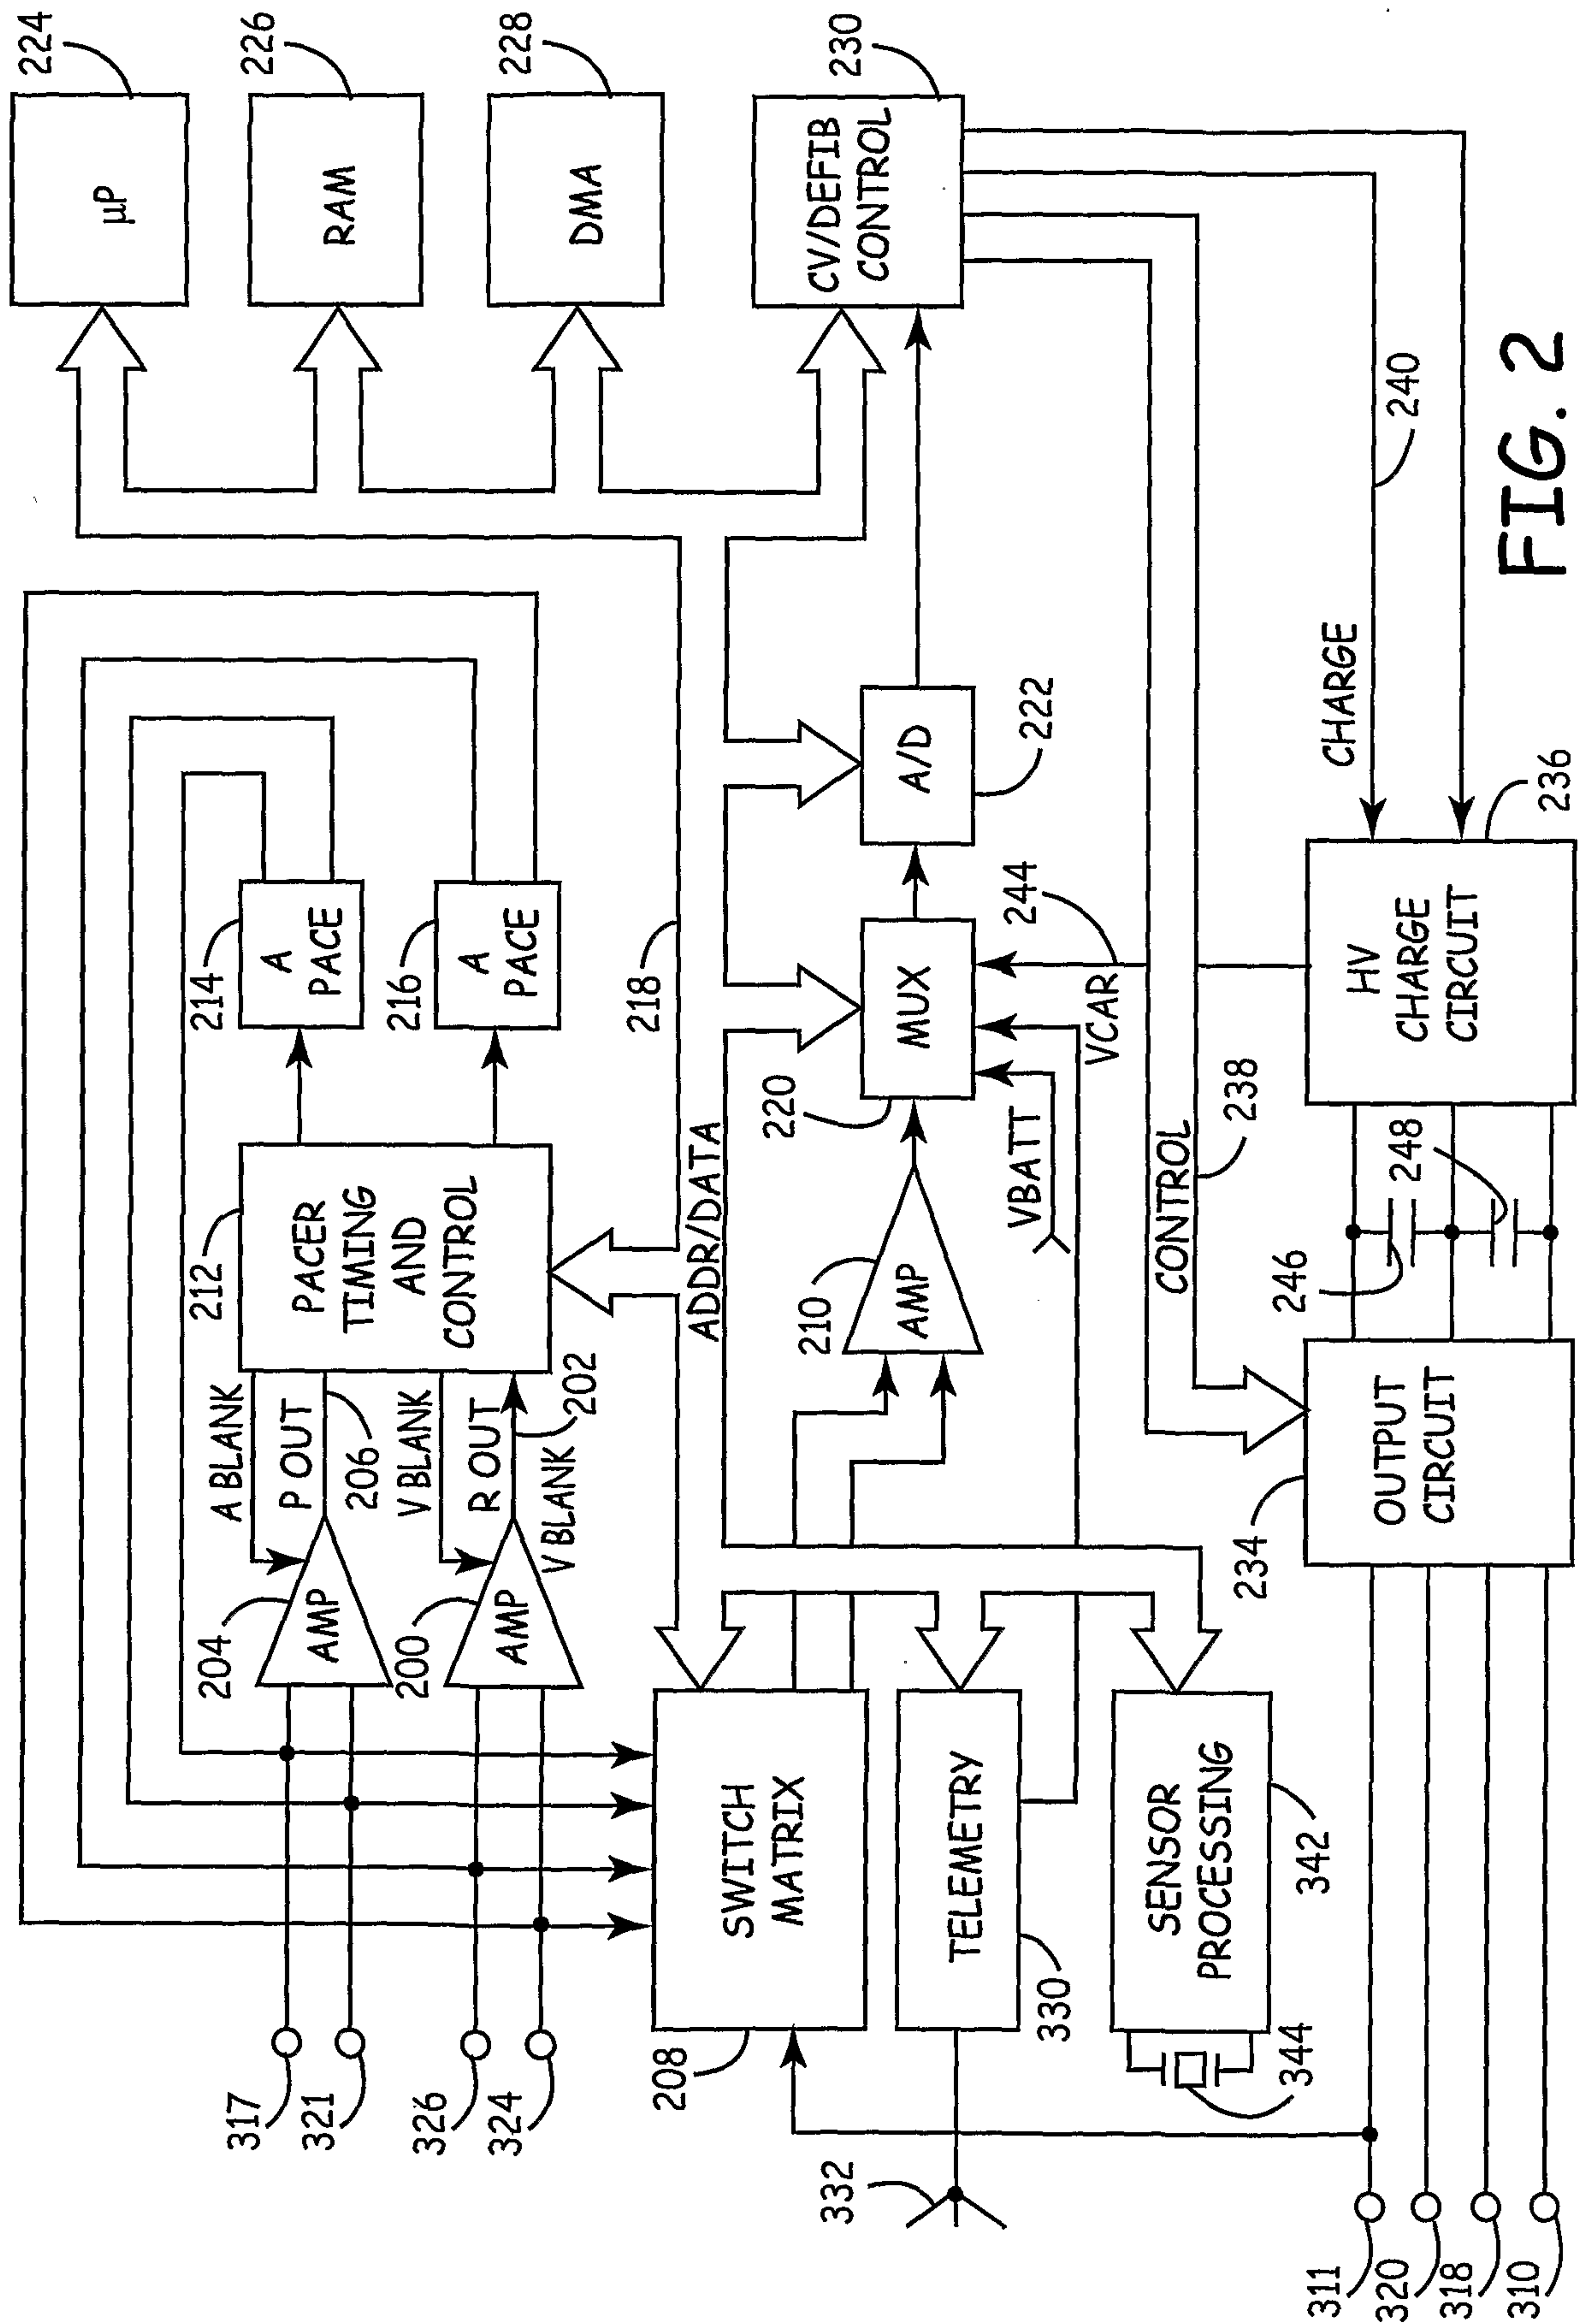 224
µP
226
RAM
228
DMA
230
CV/DEFIB
CONTROL
214
A
PACE
216
A
PACE
212
PACER
TIMING
AND
CONTROL
A BLANK
P OUT
206
V BLANK
R OUT
202
V BLANK
204
AMP
200
AMP
317
321
326
324
218
ADDR/DATA
222
A/D
220
MUX
244
VCAR
VBATT
210
AMP
208
SWITCH
MATRIX
330
TELEMETRY
332
342
SENSOR
PROCESSING
344
CONTROL
238
240
CHARGE
236
HV
CHARGE
CIRCUIT
246
248
234
OUTPUT
CIRCUIT
311
320
318
310
FIG. 2